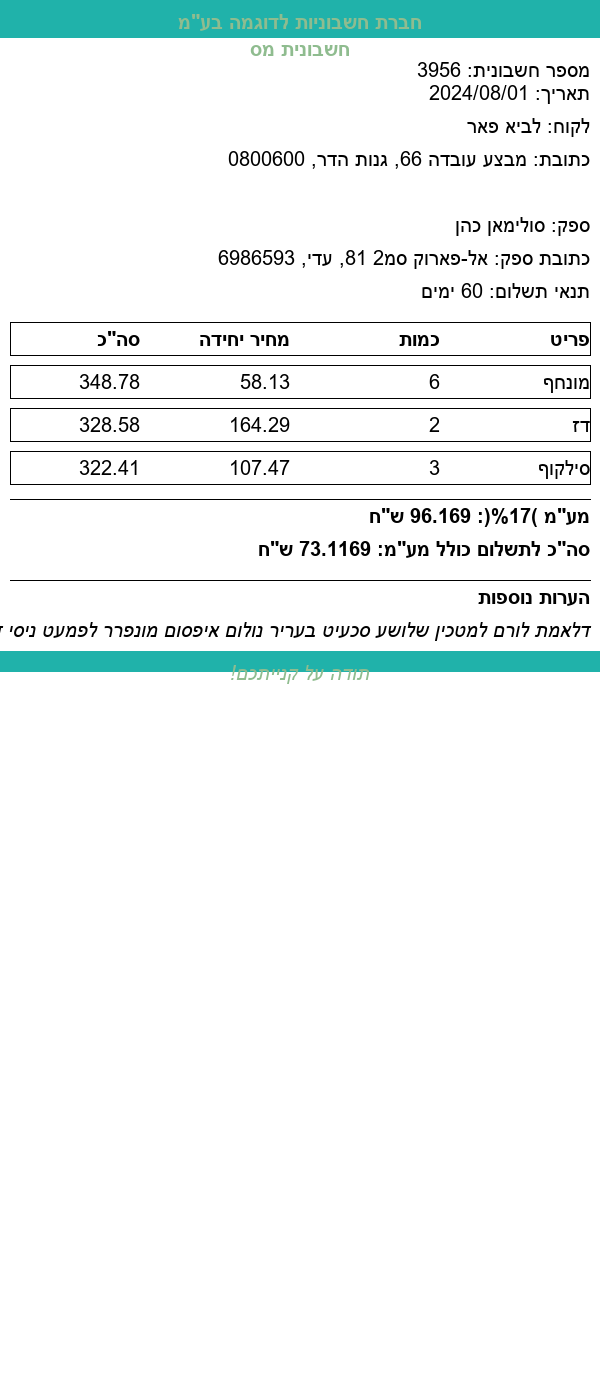 חברת חשבוניות לדוגמה בע"מ
חשבונית מס
מספר חשבונית: 3956
תאריך: 2024/08/01
לקוח: לביא פאר
כתובת: מבצע עובדה 66, גנות הדר, 0800600
ספק: סולימאן כהן
כתובת ספק: אל-פארוק סמ2 81, עדי, 6986593
תנאי תשלום: 60 ימים
פריט כמות מחיר יחידה סה"כ
מונחף 6 58.13 348.78
דז 2 164.29 328.58
סילקוף 3 107.47 322.41
מע"מ )17%(: 96.169 ש"ח
סה"כ לתשלום כולל מע"מ: 73.1169 ש"ח
הערות נוספות
דלאמת לורם למטכין שלושע סכעיט בעריר גולום איפסום מונפרר לפמעט ניסי
תודה על קנייתכם!